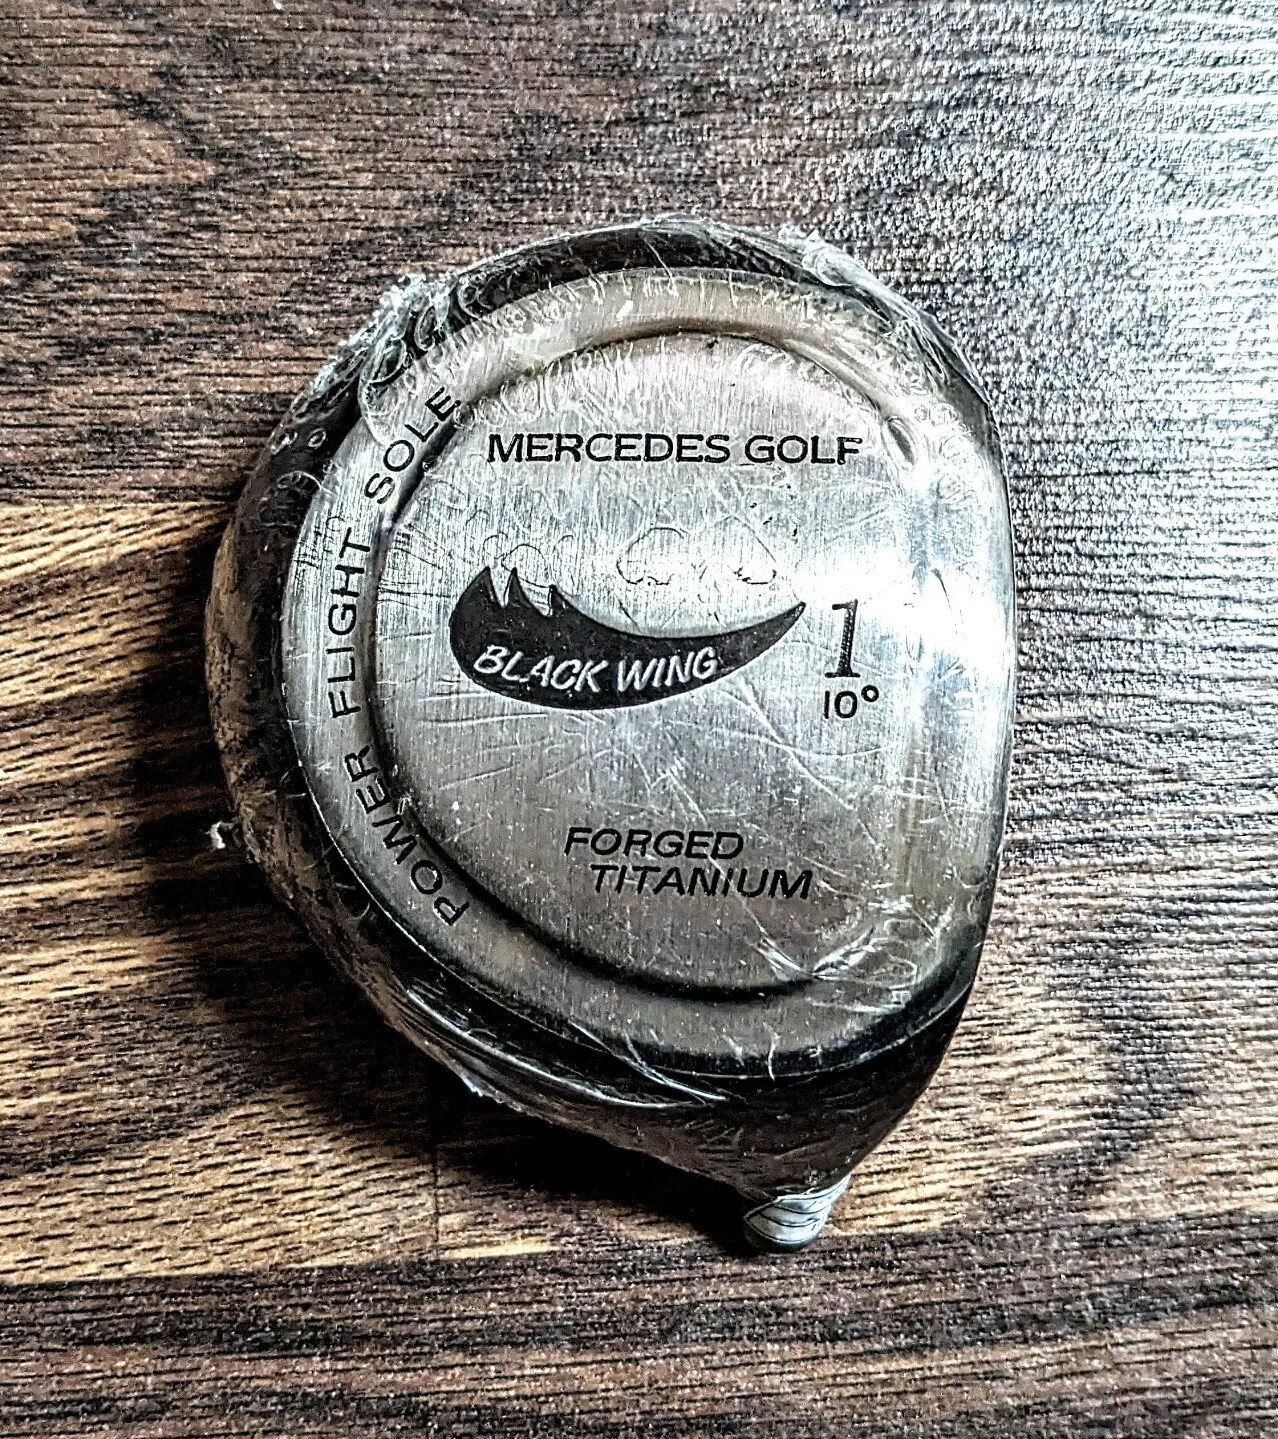 MERCEDES GOLF
BLACK WING
1
10°
FORGED
TITANIUM
POWER FLIGHT SOLE